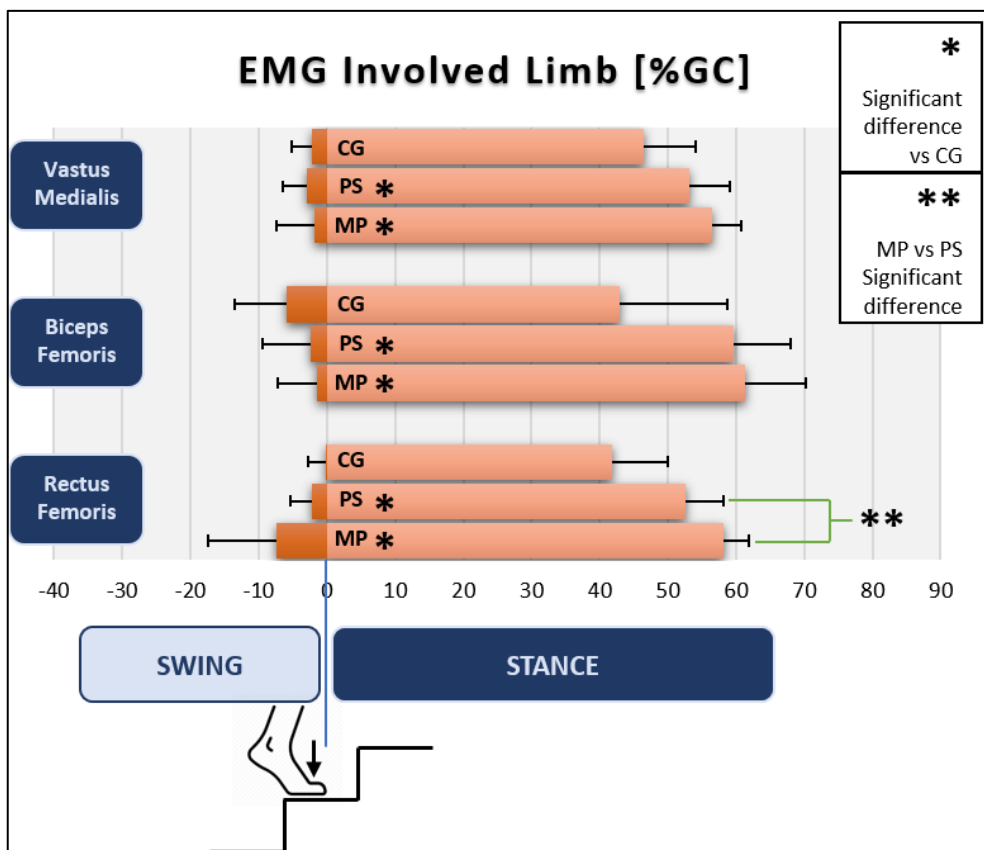 EMG Involved Limb [%GC]
*
Significant
difference
vs CG
**
MP vs PS
Significant
difference
Vastus
Medialis
CG
PS *
MP *
Biceps
Femoris
CG
PS *
MP *
Rectus
Femoris
CG
PS *
MP *
**
-40 -30 -20 -10 0 10 20 30 40 50 60 70 80 90
SWING
STANCE